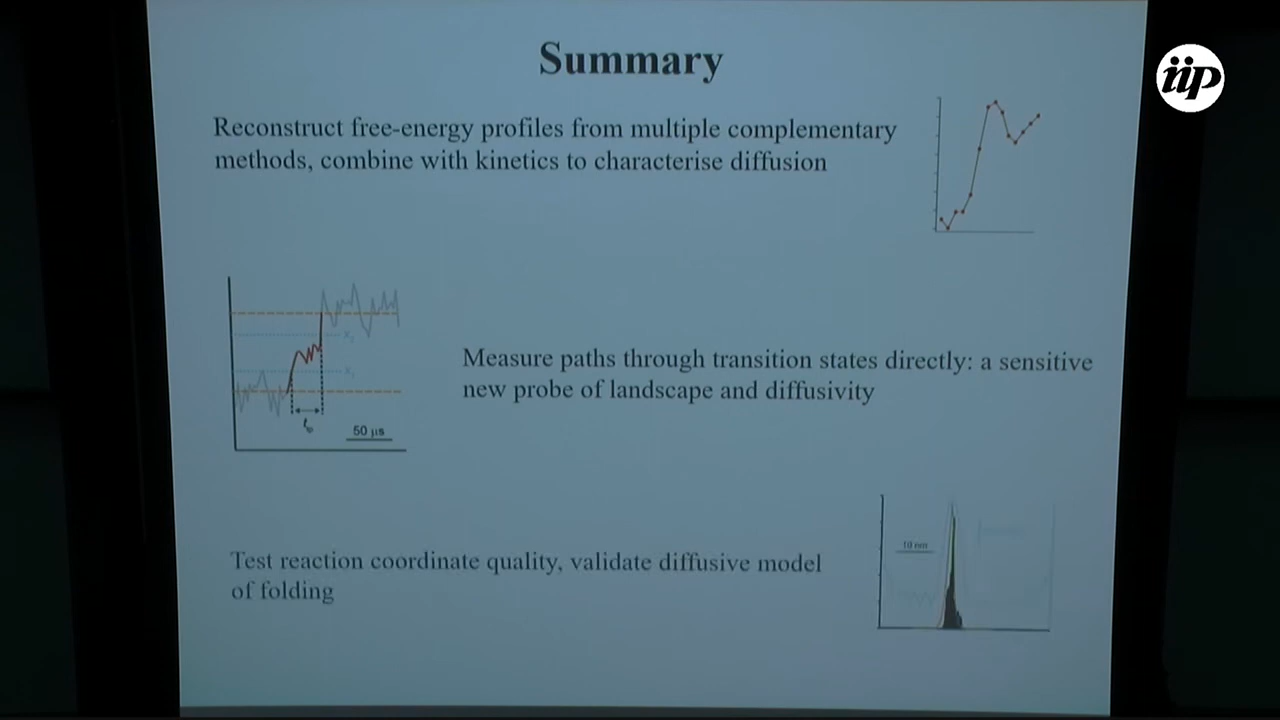 Summary
iip
Reconstruct free-energy profiles from multiple complementary
methods, combine with kinetics to characterise diffusion
x₂
x₁
50 µs
Measure paths through transition states directly: a sensitive
new probe of landscape and diffusivity
10 nm
Test reaction coordinate quality, validate diffusive model
of folding